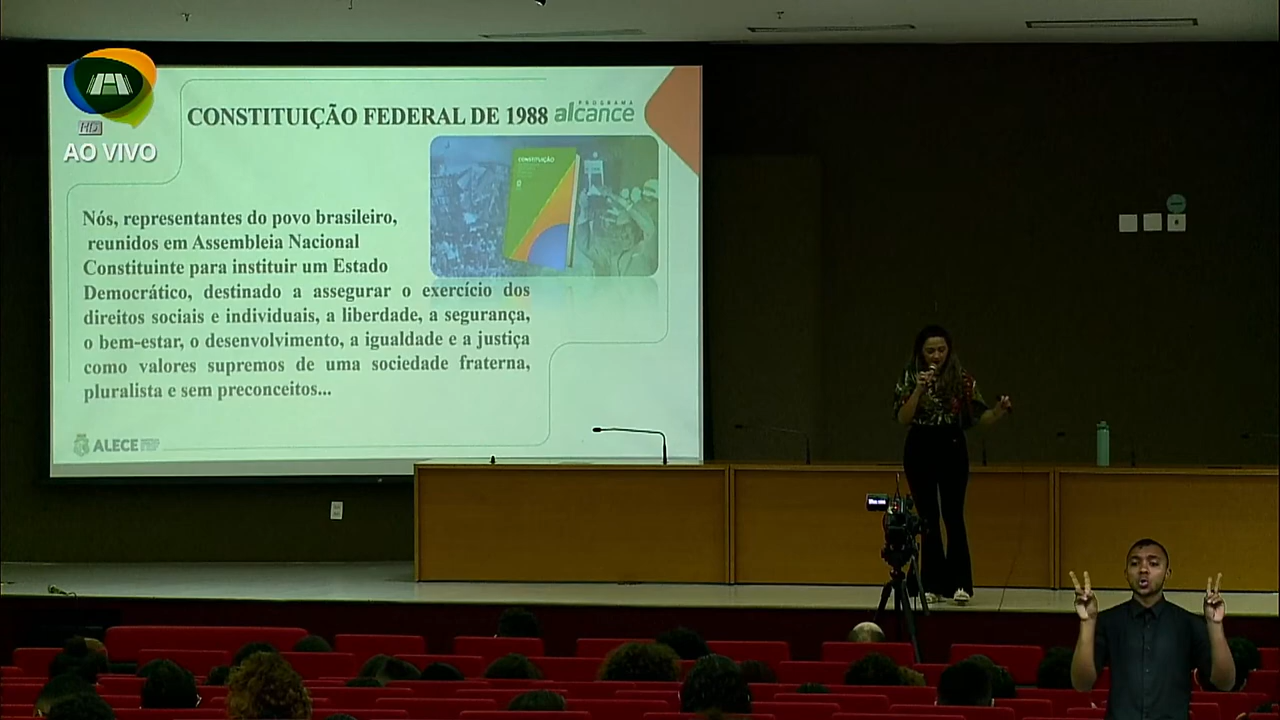 HD
AO VIVO
CONSTITUIÇÃO FEDERAL DE 1988
PROGRAMA
alcance
CONSTITUIÇÃO
Nós, representantes do povo brasileiro,
reunidos em Assembleia Nacional
Constituinte para instituir um Estado
Democrático, destinado a assegurar o exercício dos
direitos sociais e individuais, a liberdade, a segurança,
o bem-estar, o desenvolvimento, a igualdade e a justiça
como valores supremos de uma sociedade fraterna,
pluralista e sem preconceitos...
ALECE